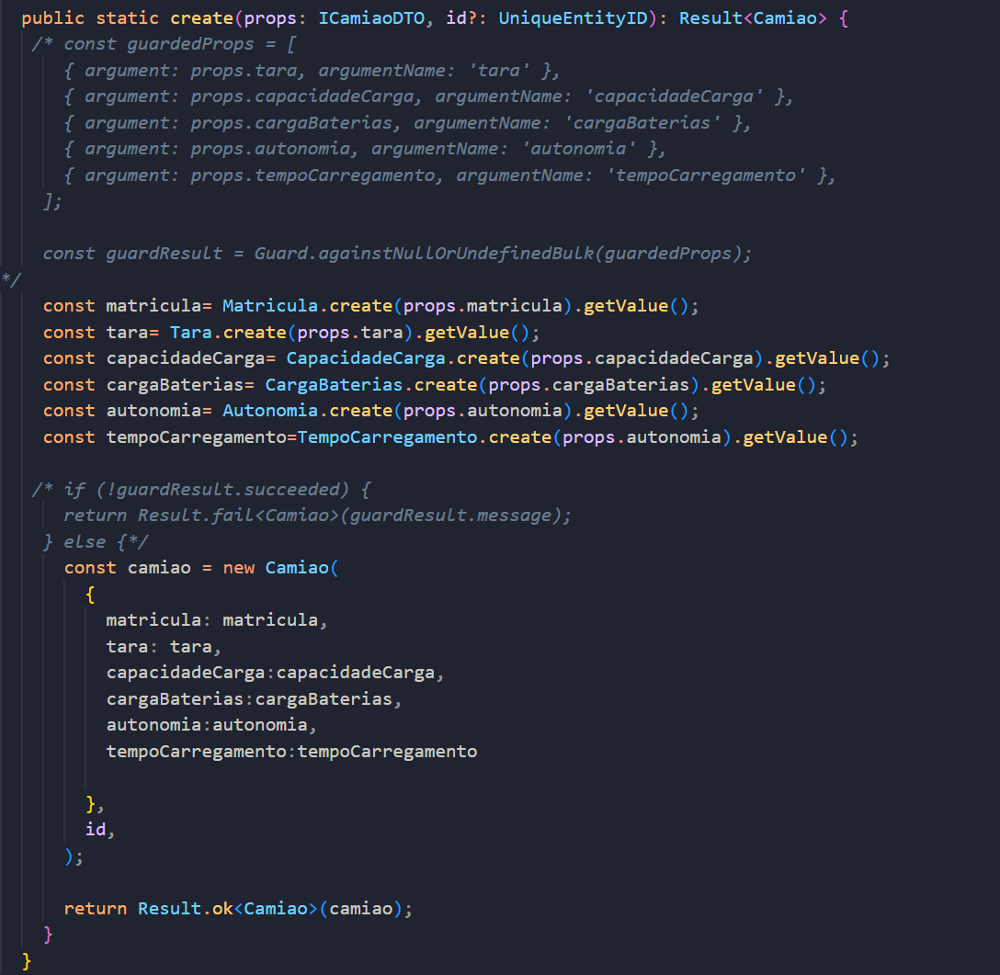 public static create(props: ICamiaoDTO, id?: UniqueEntityID): Result<Camiao> {
/* const guardedProps = [
{ argument: props.tara, argumentName: 'tara' },
{ argument: props.capacidadeCarga, argumentName: 'capacidadeCarga' },
{ argument: props.cargaBaterias, argumentName: 'cargaBaterias' },
{ argument: props.autonomia, argumentName: 'autonomia' },
{ argument: props.tempoCarregamento, argumentName: 'tempoCarregamento' },
];
const guardResult = Guard.againstNullOrUndefinedBulk(guardedProps);
*/
const matricula= Matricula.create(props.matricula).getValue();
const tara= Tara.create(props.tara).getValue();
const capacidadeCarga= CapacidadeCarga.create(props.capacidadeCarga).getValue();
const cargaBaterias= CargaBaterias.create(props.cargaBaterias).getValue();
const autonomia= Autonomia.create(props.autonomia).getValue();
const tempoCarregamento=TempoCarregamento.create(props.autonomia).getValue();
/* if (!guardResult.succeeded) {
return Result.fail<Camiao>(guardResult.message);
} else {*/
const camiao = new Camiao(
{
matricula: matricula,
tara: tara,
capacidadeCarga:capacidadeCarga,
cargaBaterias:cargaBaterias,
autonomia:autonomia,
tempoCarregamento:tempoCarregamento
},
id,
);
return Result.ok<Camiao>(camiao);
}
}